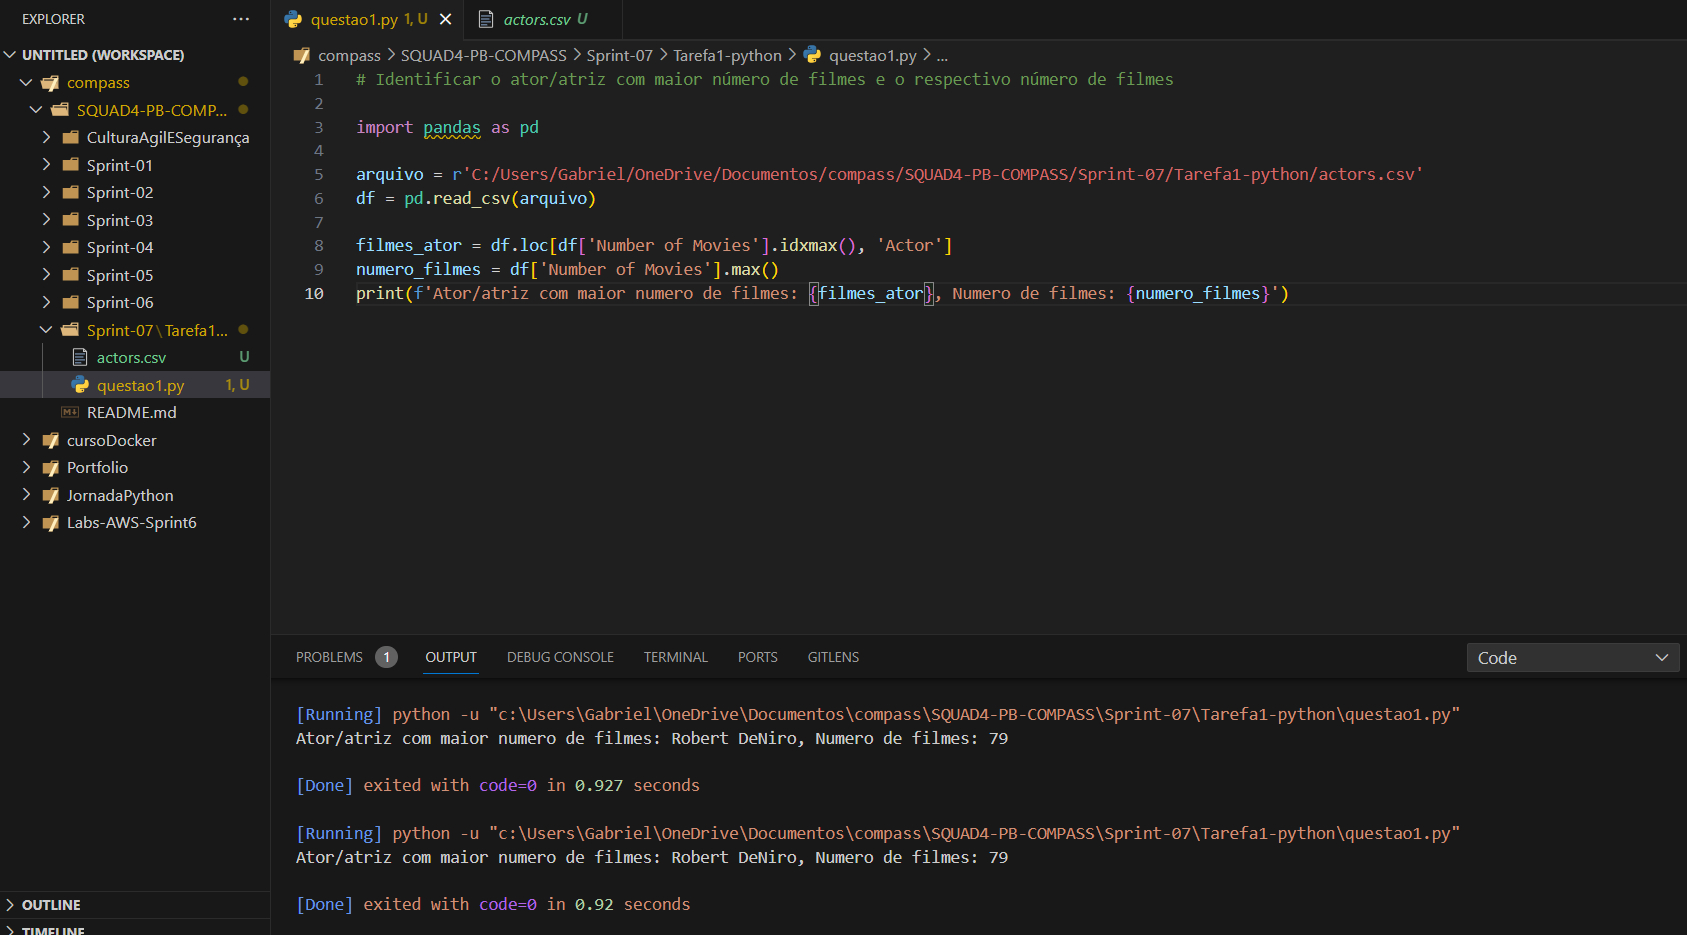 EXPLORER
···
UNTITLED (WORKSPACE)
compass
SQUAD4-PB-COMP...
CulturaAgilESegurança
Sprint-01
Sprint-02
Sprint-03
Sprint-04
Sprint-05
Sprint-06
Sprint-07\Tarefa1...
actors.csv U
questao1.py 1, U
README.md
cursoDocker
Portfolio
JornadaPython
Labs-AWS-Sprint6
OUTLINE
TIMELINE
questao1.py 1, U
actors.csv U
compass > SQUAD4-PB-COMPASS > Sprint-07 > Tarefa1-python > questao1.py > ...
1 # Identificar o ator/atriz com maior número de filmes e o respectivo número de filmes
2
3 import pandas as pd
4
5 arquivo = r'C:/Users/Gabriel/OneDrive/Documentos/compass/SQUAD4-PB-COMPASS/Sprint-07/Tarefa1-python/actors.csv'
6 df = pd.read_csv(arquivo)
7
8 filmes_ator = df.loc[df['Number of Movies'].idxmax(), 'Actor']
9 numero_filmes = df['Number of Movies'].max()
10 print(f'Ator/atriz com maior numero de filmes: {filmes_ator}, Numero de filmes: {numero_filmes}')
PROBLEMS 1 OUTPUT DEBUG CONSOLE TERMINAL PORTS GITLENS
Code
[Running] python -u "c:\Users\Gabriel\OneDrive\Documentos\compass\SQUAD4-PB-COMPASS\Sprint-07\Tarefa1-python\questao1.py"
Ator/atriz com maior numero de filmes: Robert DeNiro, Numero de filmes: 79
[Done] exited with code=0 in 0.927 seconds
[Running] python -u "c:\Users\Gabriel\OneDrive\Documentos\compass\SQUAD4-PB-COMPASS\Sprint-07\Tarefa1-python\questao1.py"
Ator/atriz com maior numero de filmes: Robert DeNiro, Numero de filmes: 79
[Done] exited with code=0 in 0.92 seconds